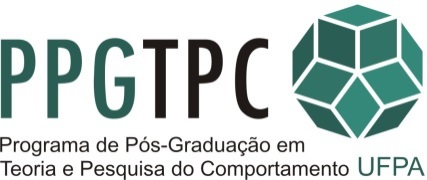 PPGTPC
Programa de Pós-Graduação em
Teoria e Pesquisa do Comportamento UFPA